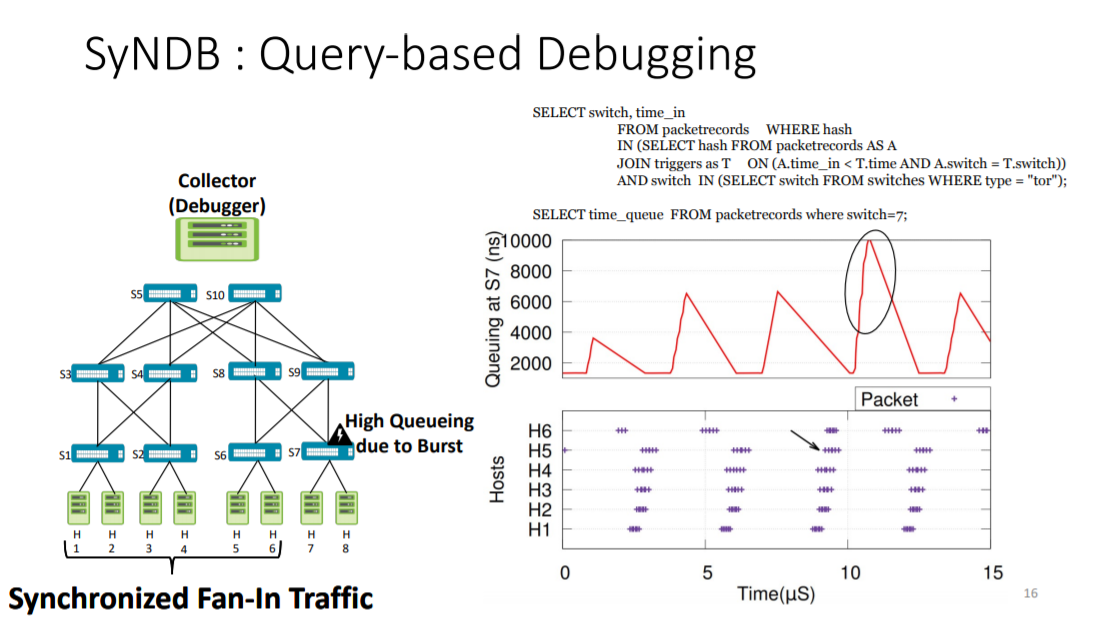 SyNDB : Query-based Debugging
SELECT switch, time_in
FROM packetrecords WHERE hash
IN (SELECT hash FROM packetrecords AS A
JOIN triggers as T ON (A.time_in < T.time AND A.switch = T.switch))
AND switch IN (SELECT switch FROM switches WHERE type = "tor");
SELECT time_queue FROM packetrecords where switch=7;
Collector
(Debugger)
S5
S10
S3
S4
S8
S9
High Queueing
due to Burst
S1
S2
S6
S7
H H H H H H H H
1 2 3 4 5 6 7 8
Synchronized Fan-In Traffic
Queuing at S7 (ns)
10000
8000
6000
4000
2000
Packet
Hosts
H6
H5
H4
H3
H2
H1
0 5 10 15
Time(μS)
16